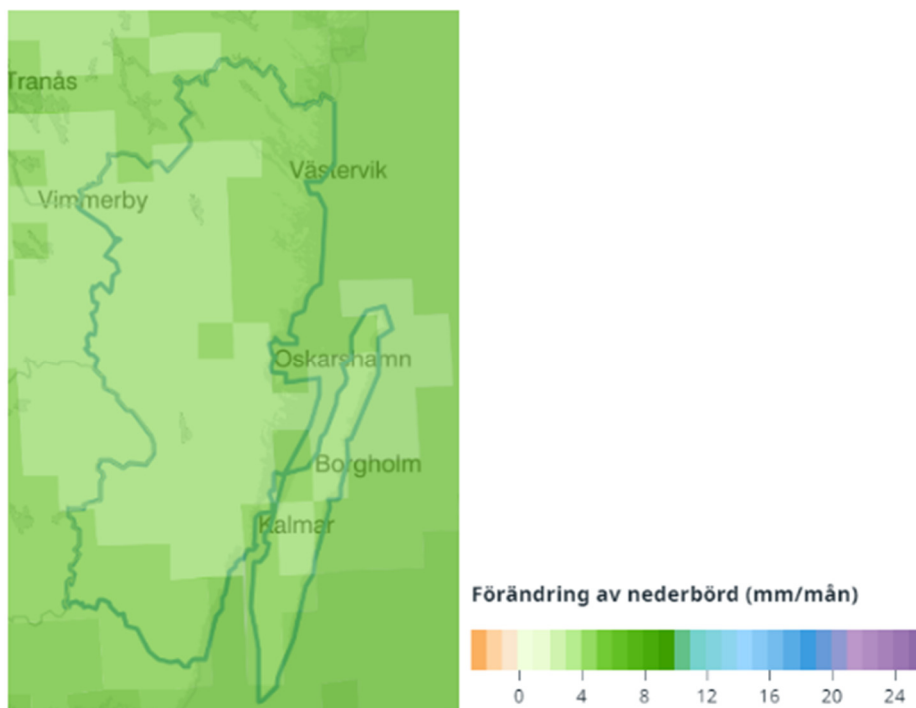 Tranås
Västervik
Vimmerby
Oskarshamn
Borgholm
Kalmar
Förändring av nederbörd (mm/mån)
0 4 8 12 16 20 24